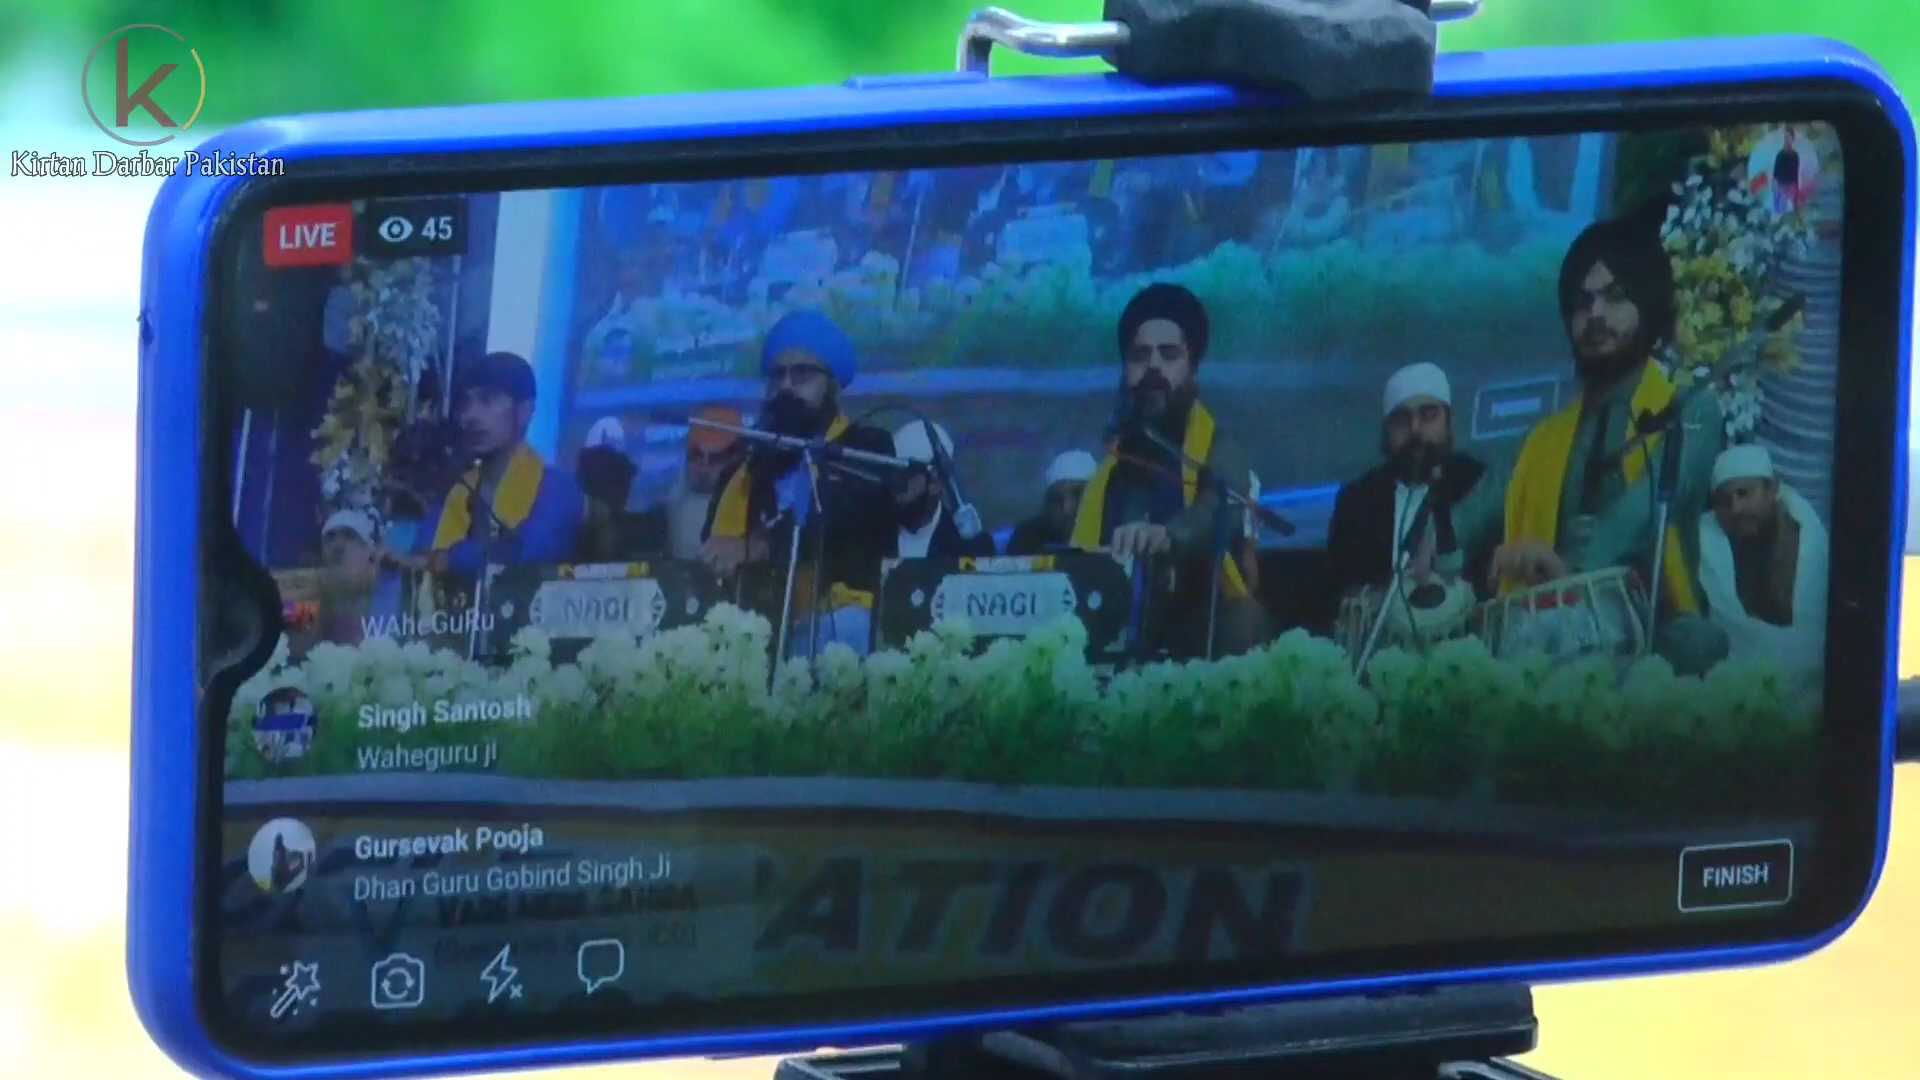 K
Kirtan Darbar Pakistan
LIVE
45
NAGI
NAGI
WAheGuRu
Singh Santosh
Waheguru ji
Gursevak Pooja
Dhan Guru Gobind Singh Ji
ATION
FINISH